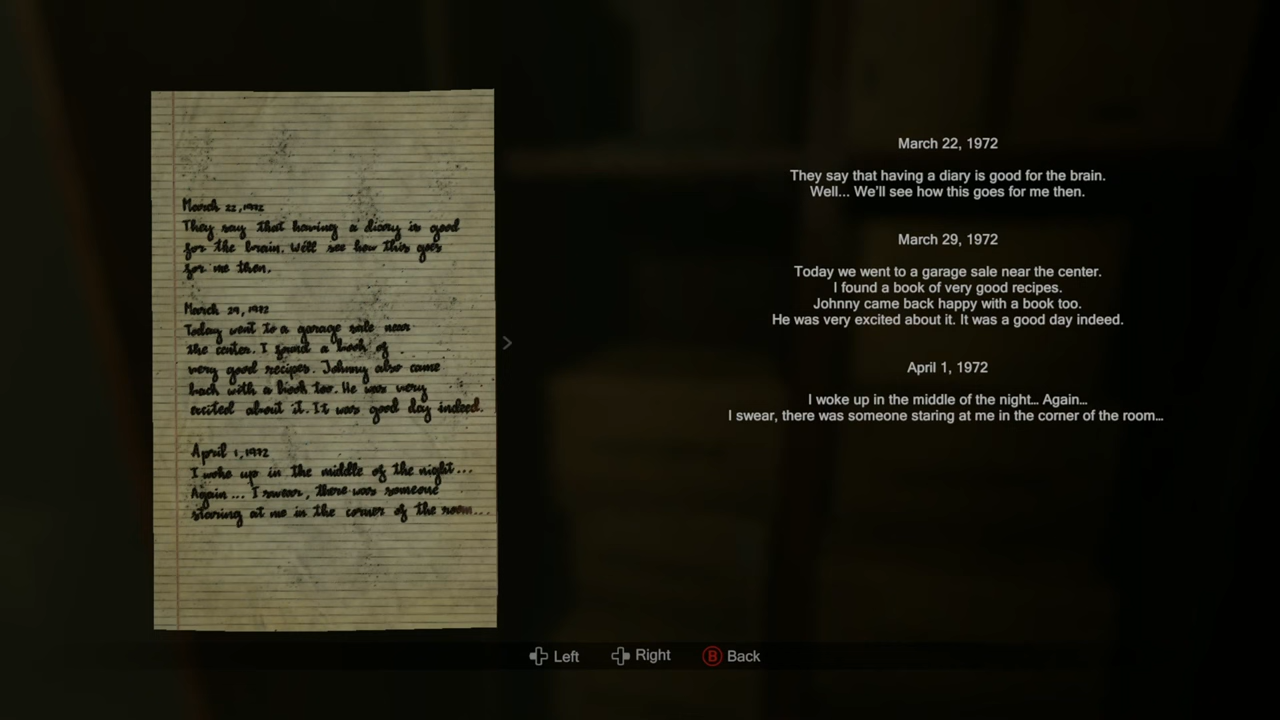 March 22, 1972
They say that having a diary is good
for the brain. We'll see how this goes
for me then.
March 29, 1972
Today went to a garage sale near
the center. I found a book of
very good recipes. Johnny also came
back with a book too. He was very
excited about it. It was good day indeed.
April 1, 1972
I woke up in the middle of the night...
Again... I swear, there was someone
staring at me in the corner of the room...
March 22, 1972
They say that having a diary is good for the brain.
Well... We'll see how this goes for me then.
March 29, 1972
Today we went to a garage sale near the center.
I found a book of very good recipes.
Johnny came back happy with a book too.
He was very excited about it. It was a good day indeed.
April 1, 1972
I woke up in the middle of the night... Again...
I swear, there was someone staring at me in the corner of the room...
Left Right B Back